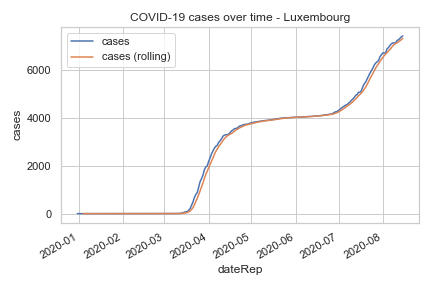 COVID-19 cases over time - Luxembourg
cases
cases (rolling)
6000
4000
2000
0
cases
2020-01
2020-02
2020-03
2020-04
2020-05
2020-06
2020-07
2020-08
dateRep